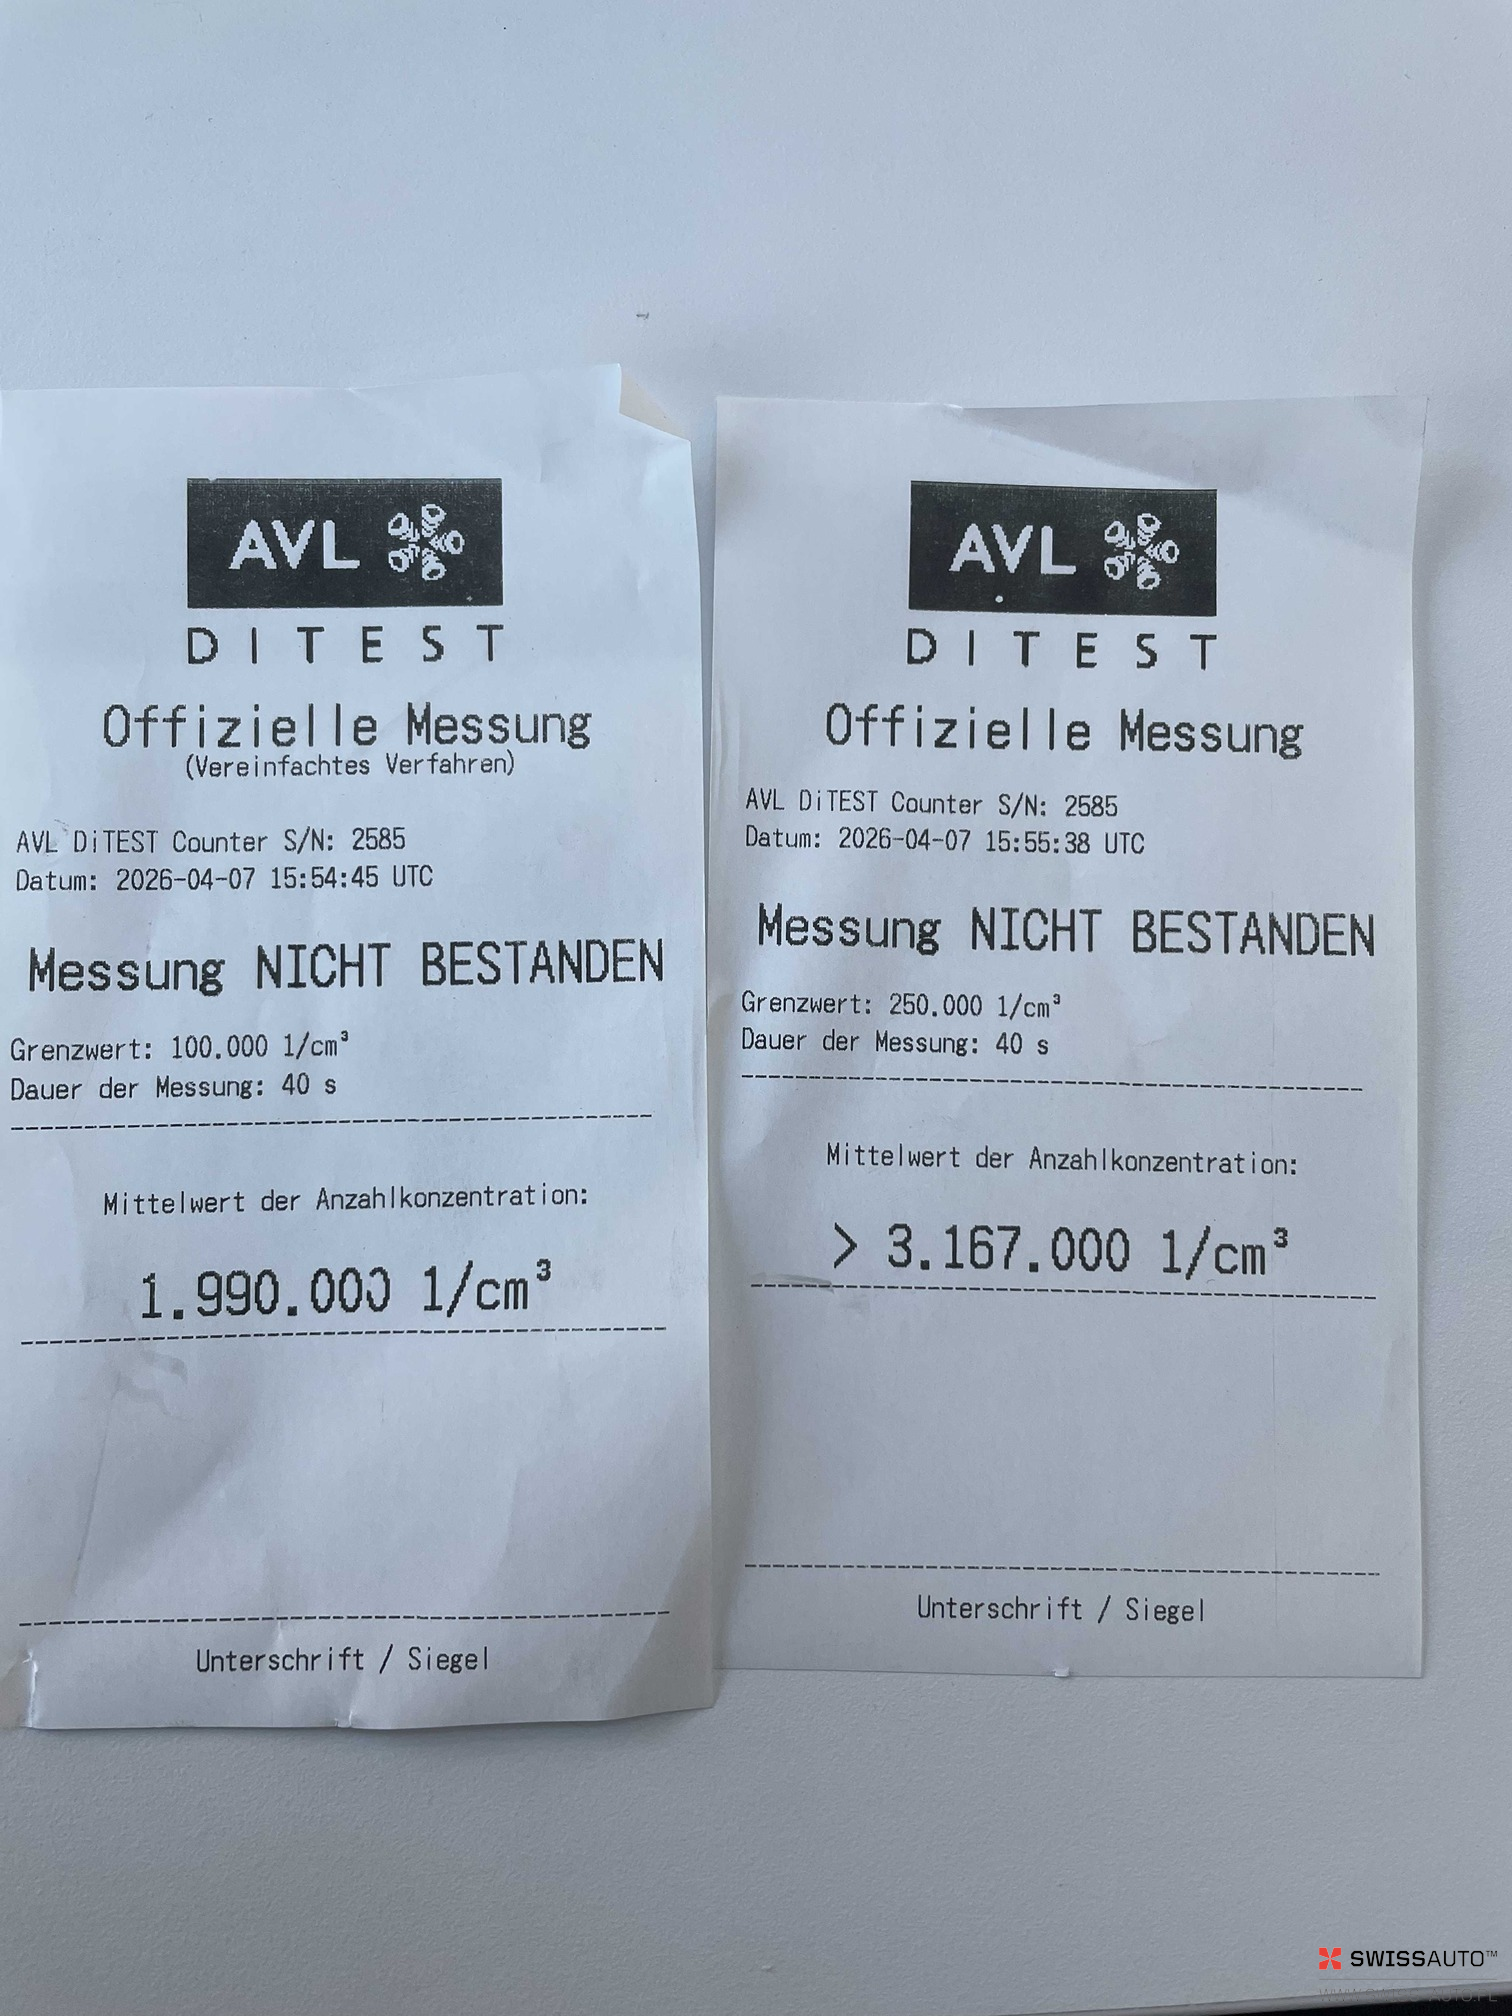 AVL
DITEST
Offizielle Messung
(Vereinfachtes Verfahren)
AVL DiTEST Counter S/N: 2585
Datum: 2026-04-07 15:54:45 UTC
Messung NICHT BESTANDEN
Grenzwert: 100.000 1/cm³
Dauer der Messung: 40 s
Mittelwert der Anzahlkonzentration:
1.990.000 1/cm³
Unterschrift / Siegel
AVL
DITEST
Offizielle Messung
AVL DiTEST Counter S/N: 2585
Datum: 2026-04-07 15:55:38 UTC
Messung NICHT BESTANDEN
Grenzwert: 250.000 1/cm³
Dauer der Messung: 40 s
Mittelwert der Anzahlkonzentration:
> 3.167.000 1/cm³
Unterschrift / Siegel
SWISSAUTO™